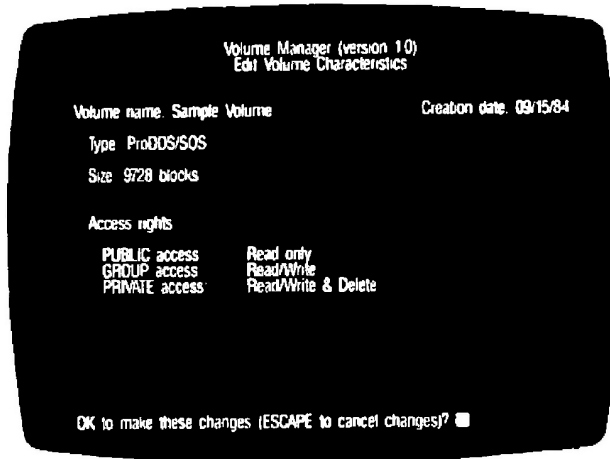 Volume Manager (version 1.0)
Edit Volume Characteristics
Volume name. Sample Volume Creation date. 09/15/84
Type ProDOS/SOS
Size 9728 blocks
Access rights
PUBLIC access Read only
GROUP access Read/Write
PRIVATE access Read/Write & Delete
OK to make these changes (ESCAPE to cancel changes)?